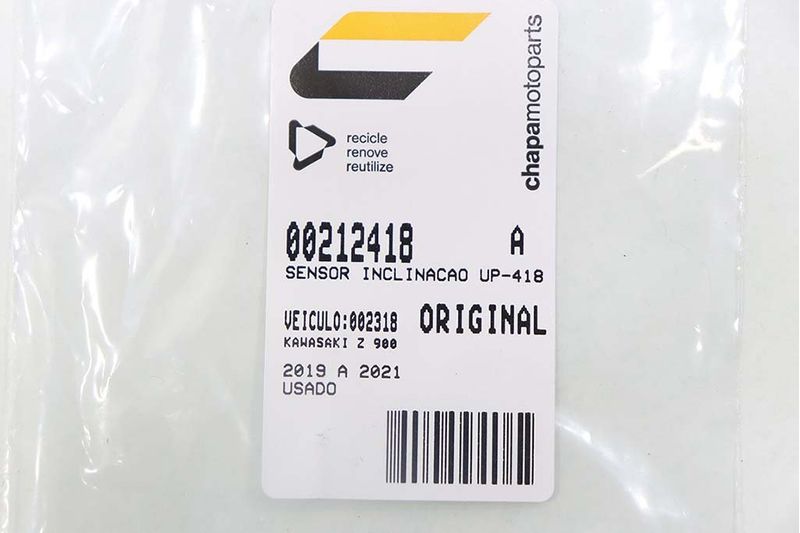 chapamotoparts
recicle
renove
reutilize
00212418 A
SENSOR INCLINACAO UP-418
VEICULO:002318 ORIGINAL
KAWASAKI Z 900
2019 A 2021
USADO